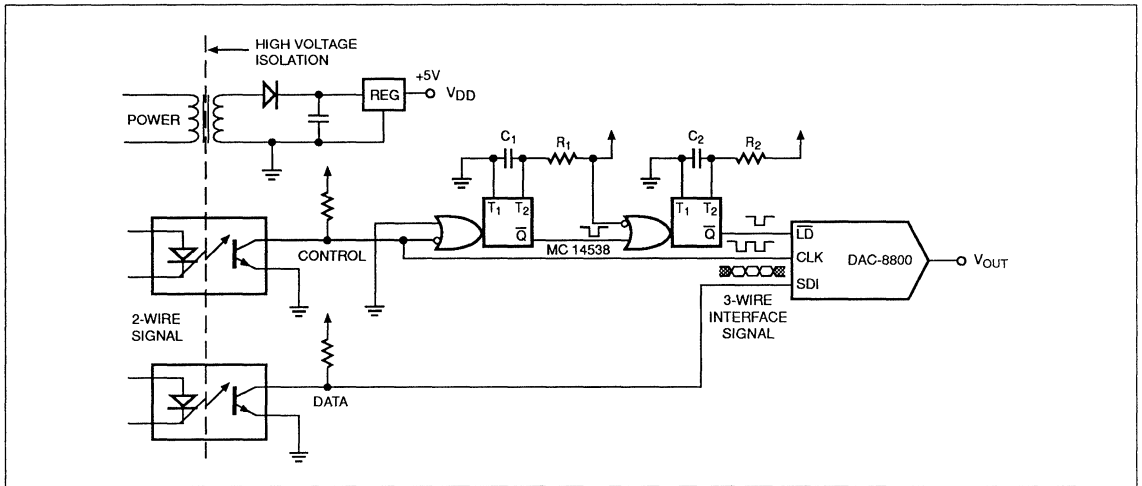 HIGH VOLTAGE
ISOLATION
POWER
REG
+5V
VDD
C1
R1
C2
R2
T1 T2
Q̅
T1 T2
Q̅
MC 14538
CONTROL
L̅D̅
CLK
SDI
DAC-8800
VOUT
2-WIRE
SIGNAL
3-WIRE
INTERFACE
SIGNAL
DATA